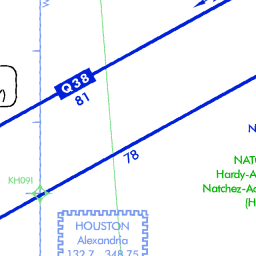 Q38
81
78
KH091
NATC
Hardy-A
Natchez-Ad
(H
HOUSTON
Alexandria
132.7 348.75